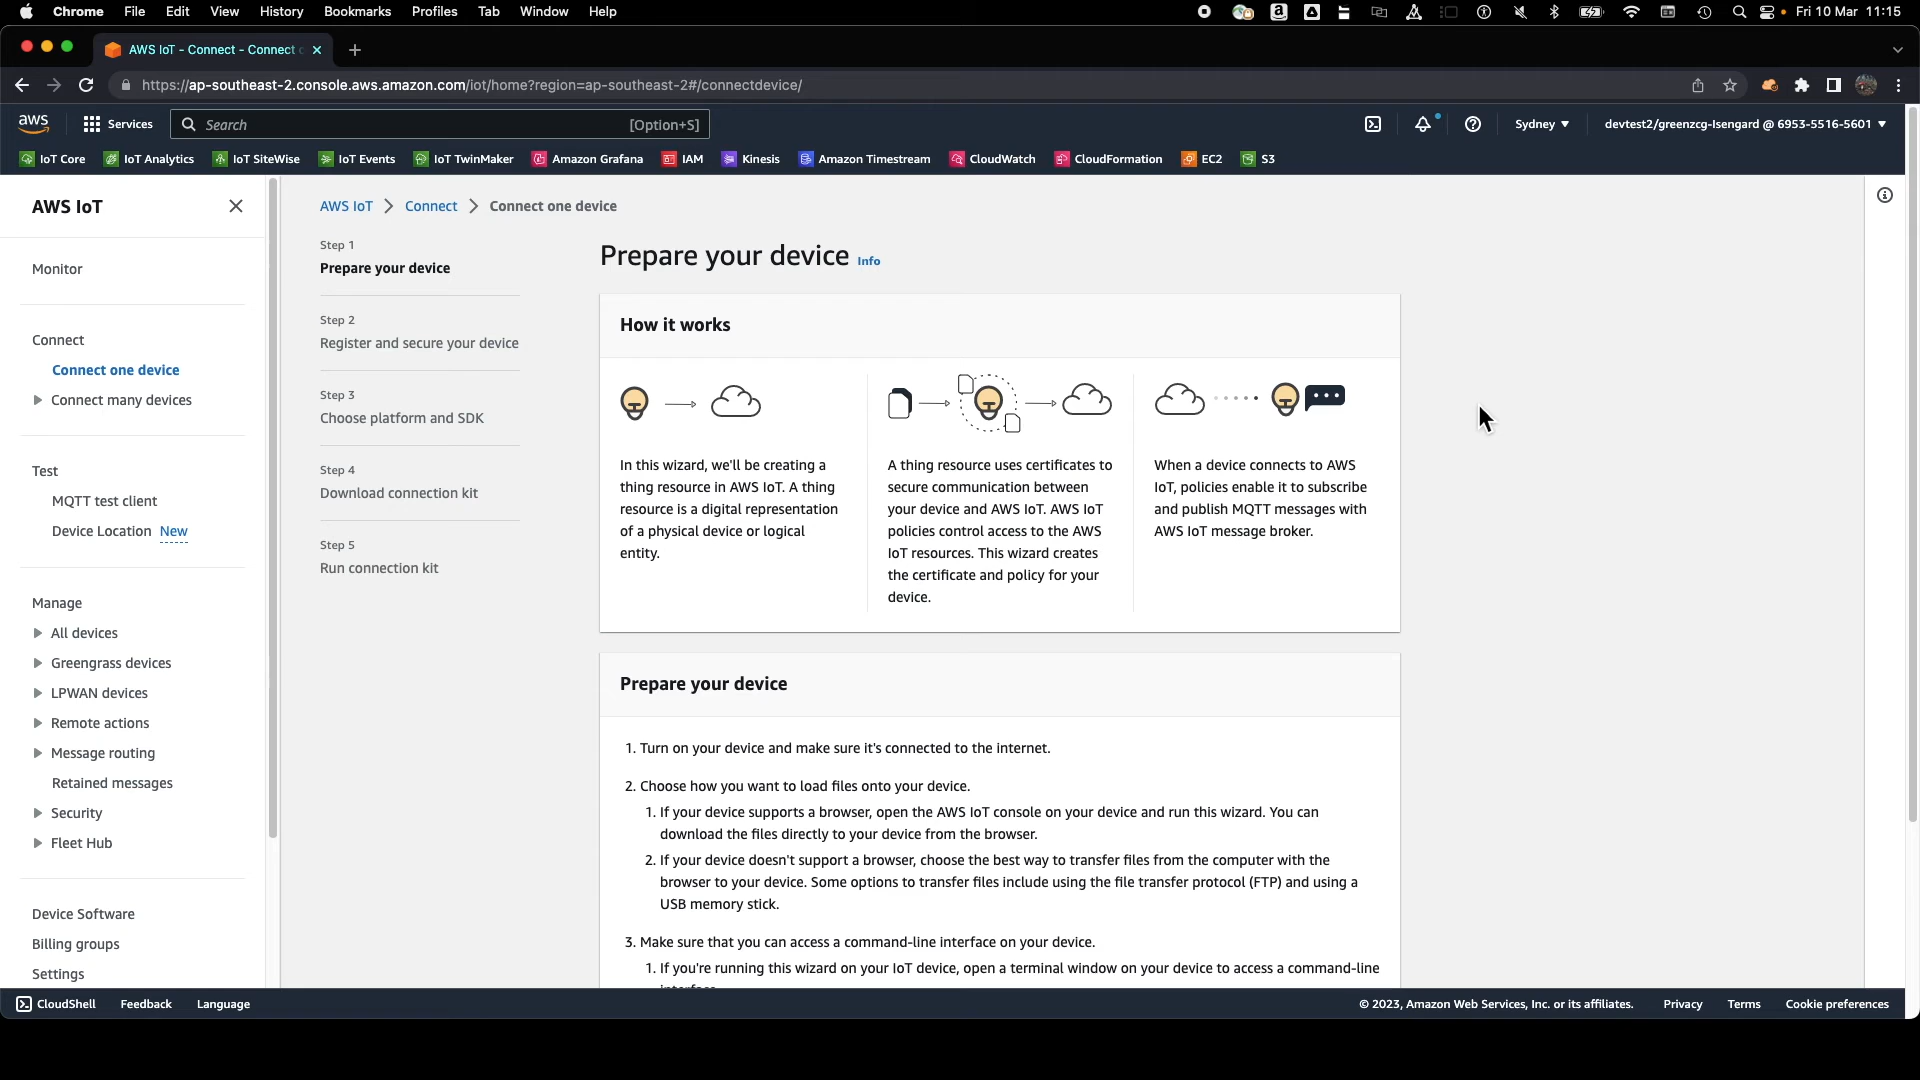 Chrome File Edit View History Bookmarks Profiles Tab Window Help
Fri 10 Mar 11:15
AWS IoT - Connect - Connect
https://ap-southeast-2.console.aws.amazon.com/iot/home?region=ap-southeast-2#/connectdevice/
aws Services Search [Option+S] Sydney devtest2/greenzcg-Isengard @ 6953-5516-5601
IoT Core IoT Analytics IoT SiteWise IoT Events IoT TwinMaker Amazon Grafana IAM Kinesis Amazon Timestream CloudWatch CloudFormation EC2 S3
AWS IoT
Monitor
Connect
Connect one device
Connect many devices
Test
MQTT test client
Device Location New
Manage
All devices
Greengrass devices
LPWAN devices
Remote actions
Message routing
Retained messages
Security
Fleet Hub
Device Software
Billing groups
Settings
AWS IoT Connect Connect one device
Step 1
Prepare your device
Step 2
Register and secure your device
Step 3
Choose platform and SDK
Step 4
Download connection kit
Step 5
Run connection kit
Prepare your device Info
How it works
In this wizard, we'll be creating a
thing resource in AWS IoT. A thing
resource is a digital representation
of a physical device or logical
entity.
A thing resource uses certificates to
secure communication between
your device and AWS IoT. AWS IoT
policies control access to the AWS
IoT resources. This wizard creates
the certificate and policy for your
device.
When a device connects to AWS
IoT, policies enable it to subscribe
and publish MQTT messages with
AWS IoT message broker.
Prepare your device
1. Turn on your device and make sure it's connected to the internet.
2. Choose how you want to load files onto your device.
1. If your device supports a browser, open the AWS IoT console on your device and run this wizard. You can
download the files directly to your device from the browser.
2. If your device doesn't support a browser, choose the best way to transfer files from the computer with the
browser to your device. Some options to transfer files include using the file transfer protocol (FTP) and using a
USB memory stick.
3. Make sure that you can access a command-line interface on your device.
1. If you're running this wizard on your IoT device, open a terminal window on your device to access a command-line
CloudShell Feedback Language
© 2023, Amazon Web Services, Inc. or its affiliates. Privacy Terms Cookie preferences